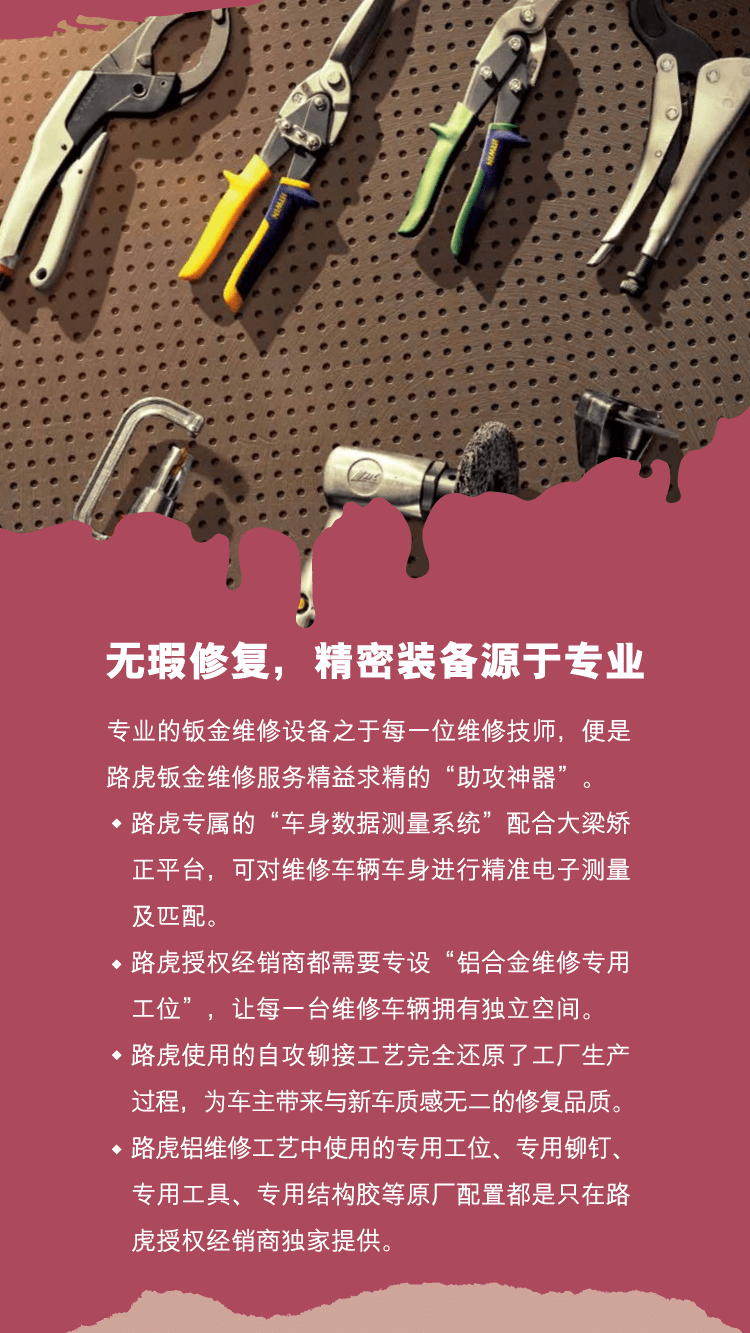 无瑕修复，精密装备源于专业
专业的钣金维修设备之于每一位维修技师，便是
路虎钣金维修服务精益求精的“助攻神器”。
路虎专属的“车身数据测量系统”配合大梁矫
正平台，可对维修车辆车身进行精准电子测量
及匹配。
路虎授权经销商都需要专设“铝合金维修专用
工位”，让每一台维修车辆拥有独立空间。
路虎使用的自攻铆接工艺完全还原了工厂生产
过程，为车主带来与新车质感无二的修复品质。
路虎铝维修工艺中使用的专用工位、专用铆钉、
专用工具、专用结构胶等原厂配置都是只在路
虎授权经销商独家提供。